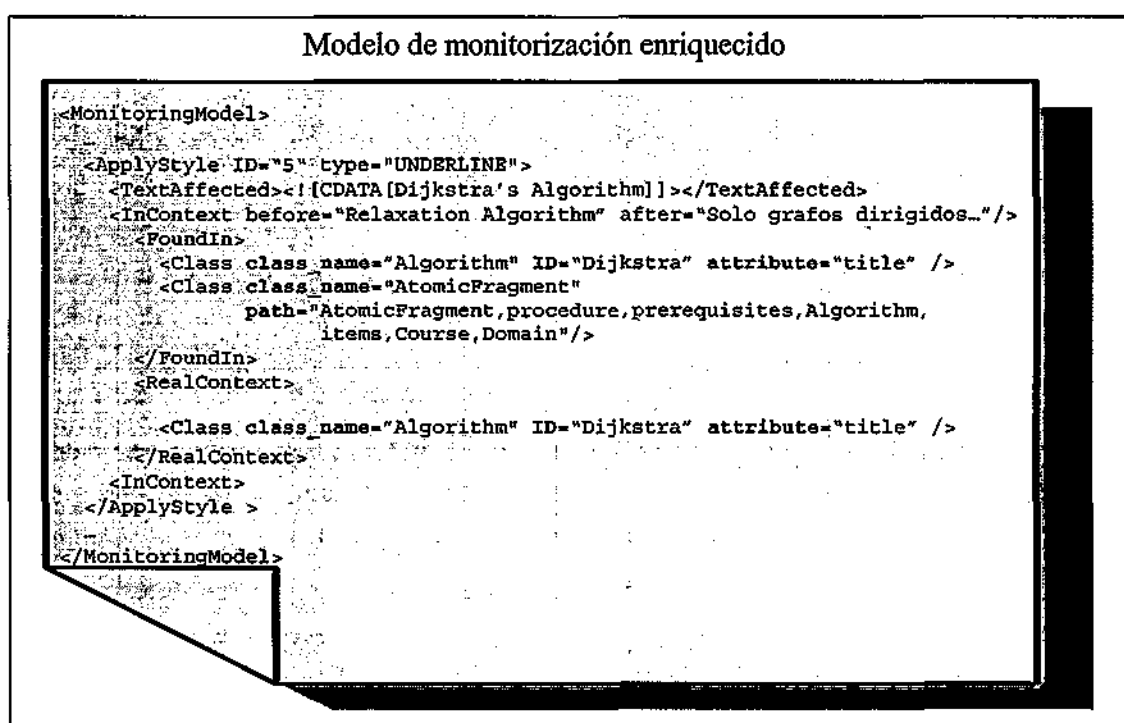 Modelo de monitorización enriquecido
<MonitoringModel>
<ApplyStyle ID="5" type="UNDERLINE">
<TextAffected><![CDATA[Dijkstra's Algorithm]]></TextAffected>
<InContext before="Relaxation Algorithm" after="Solo grafos dirigidos…"/>
<FoundIn>
<Class class_name="Algorithm" ID="Dijkstra" attribute="title" />
<Class class_name="AtomicFragment"
path="AtomicFragment,procedure,prerequisites,Algorithm,
items,Course,Domain"/>
</FoundIn>
<RealContext>
<Class class_name="Algorithm" ID="Dijkstra" attribute="title" />
</RealContext>
<InContext>
</ApplyStyle >
…
</MonitoringModel>